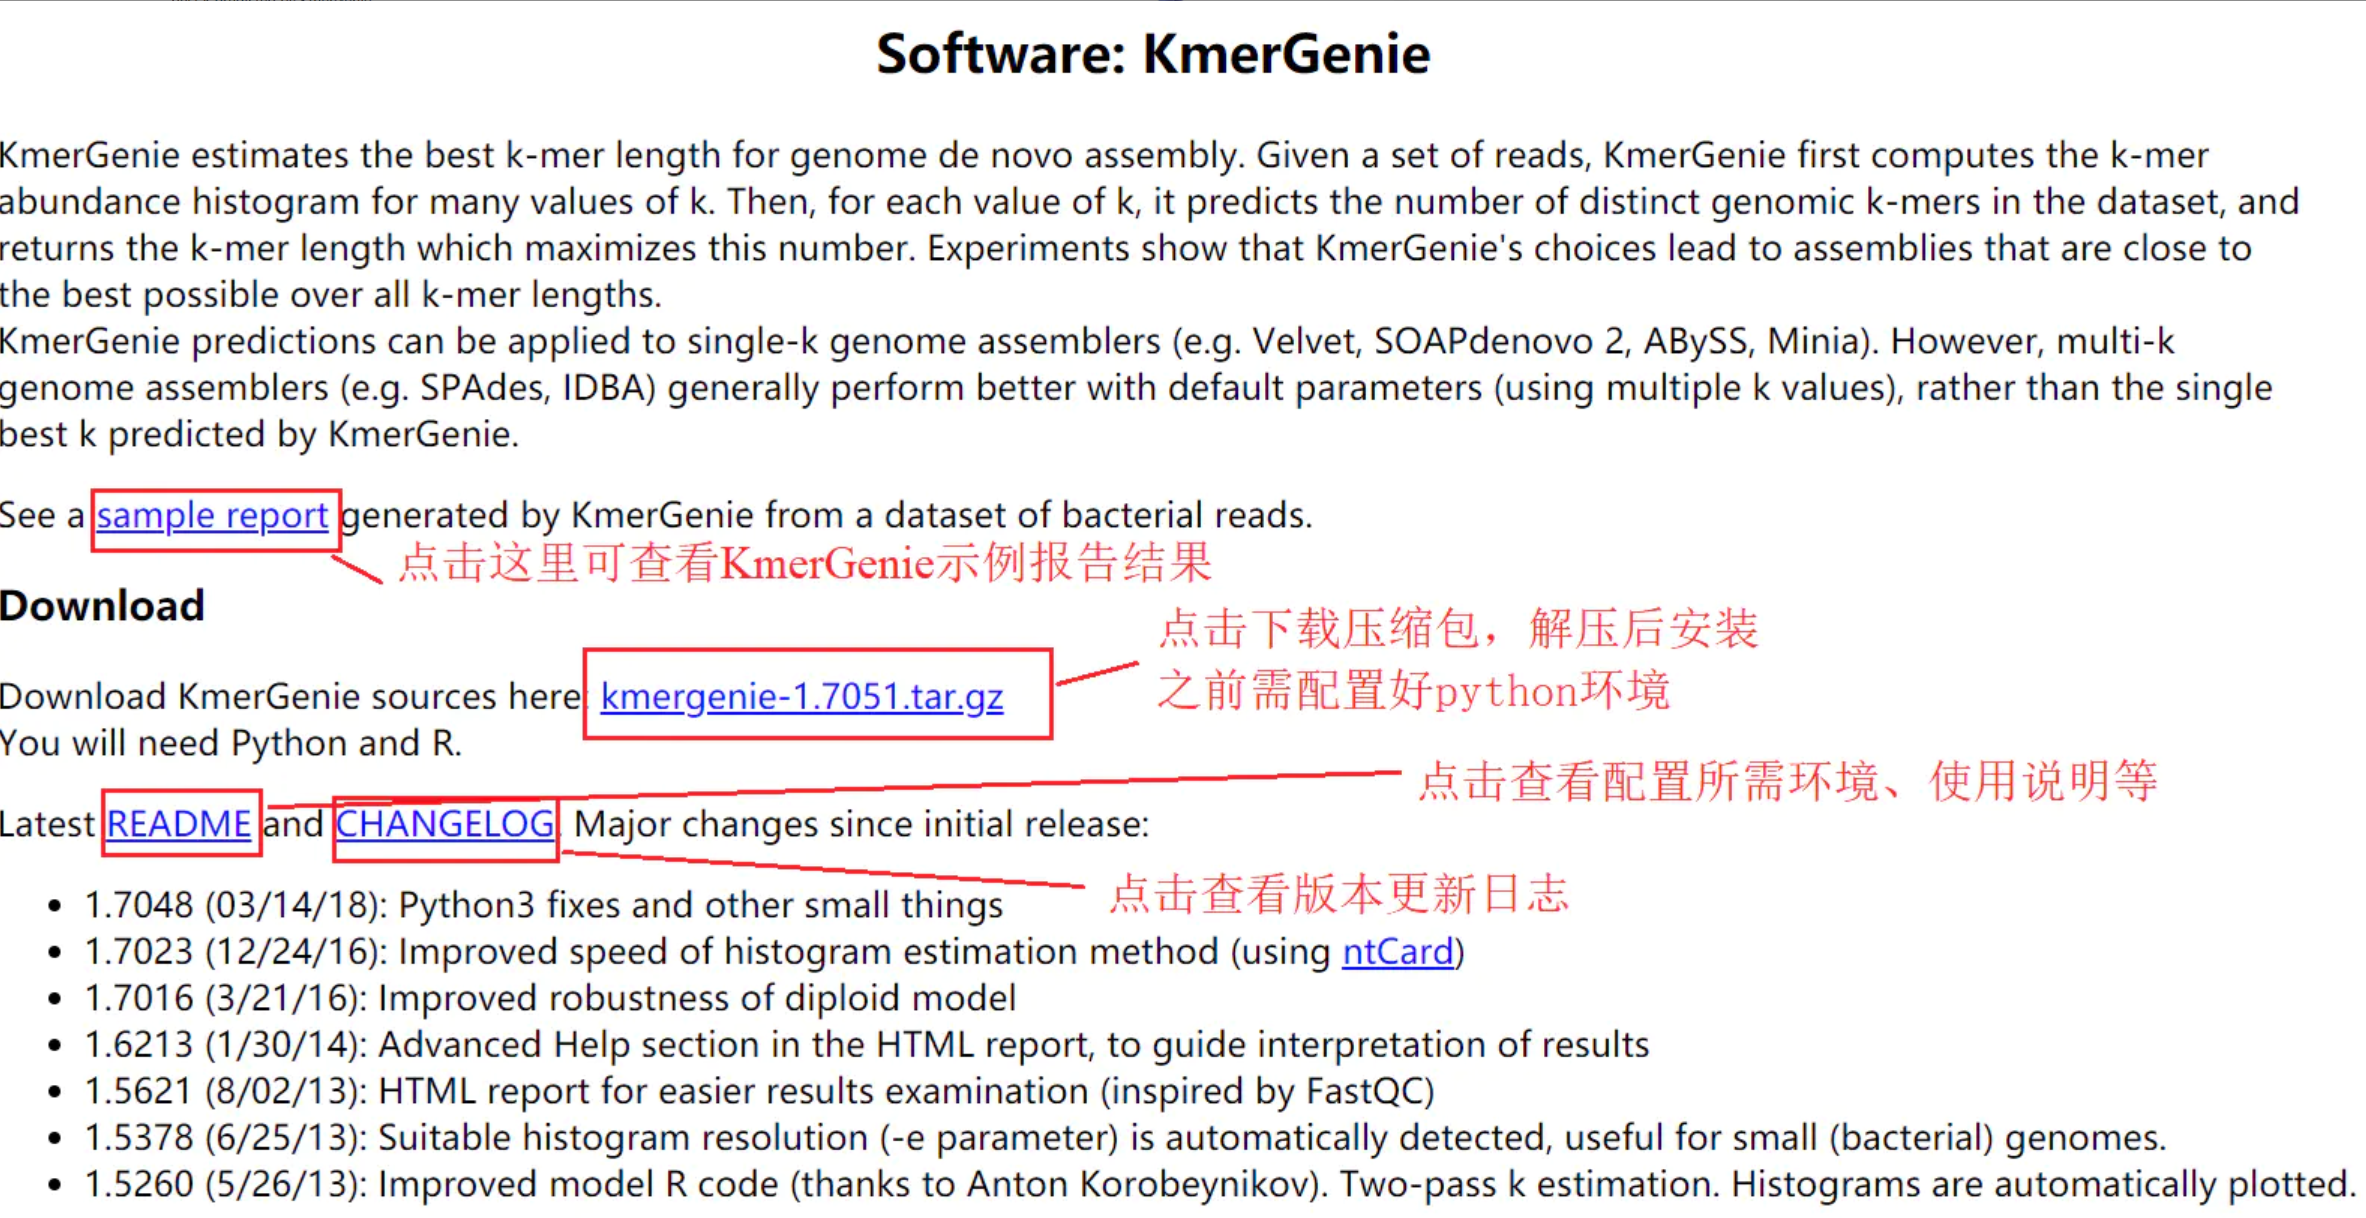 Software: KmerGenie
KmerGenie estimates the best k-mer length for genome de novo assembly. Given a set of reads, KmerGenie first computes the k-mer
abundance histogram for many values of k. Then, for each value of k, it predicts the number of distinct genomic k-mers in the dataset, and
returns the k-mer length which maximizes this number. Experiments show that KmerGenie's choices lead to assemblies that are close to
the best possible over all k-mer lengths.
KmerGenie predictions can be applied to single-k genome assemblers (e.g. Velvet, SOAPdenovo 2, ABySS, Minia). However, multi-k
genome assemblers (e.g. SPAdes, IDBA) generally perform better with default parameters (using multiple k values), rather than the single
best k predicted by KmerGenie.
See a sample report generated by KmerGenie from a dataset of bacterial reads.
点击这里可查看KmerGenie示例报告结果
Download
点击下载压缩包，解压后安装
之前需配置好python环境
Download KmerGenie sources here: kmergenie-1.7051.tar.gz
You will need Python and R.
点击查看配置所需环境、使用说明等
Latest README and CHANGELOG. Major changes since initial release:
点击查看版本更新日志
• 1.7048 (03/14/18): Python3 fixes and other small things
• 1.7023 (12/24/16): Improved speed of histogram estimation method (using ntCard)
• 1.7016 (3/21/16): Improved robustness of diploid model
• 1.6213 (1/30/14): Advanced Help section in the HTML report, to guide interpretation of results
• 1.5621 (8/02/13): HTML report for easier results examination (inspired by FastQC)
• 1.5378 (6/25/13): Suitable histogram resolution (-e parameter) is automatically detected, useful for small (bacterial) genomes.
• 1.5260 (5/26/13): Improved model R code (thanks to Anton Korobeynikov). Two-pass k estimation. Histograms are automatically plotted.